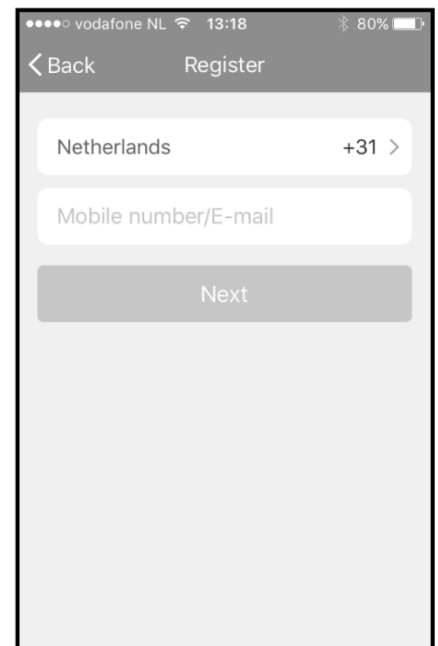 vodafone NL 13:18 80%
Back Register
Netherlands +31
Mobile number/E-mail
Next